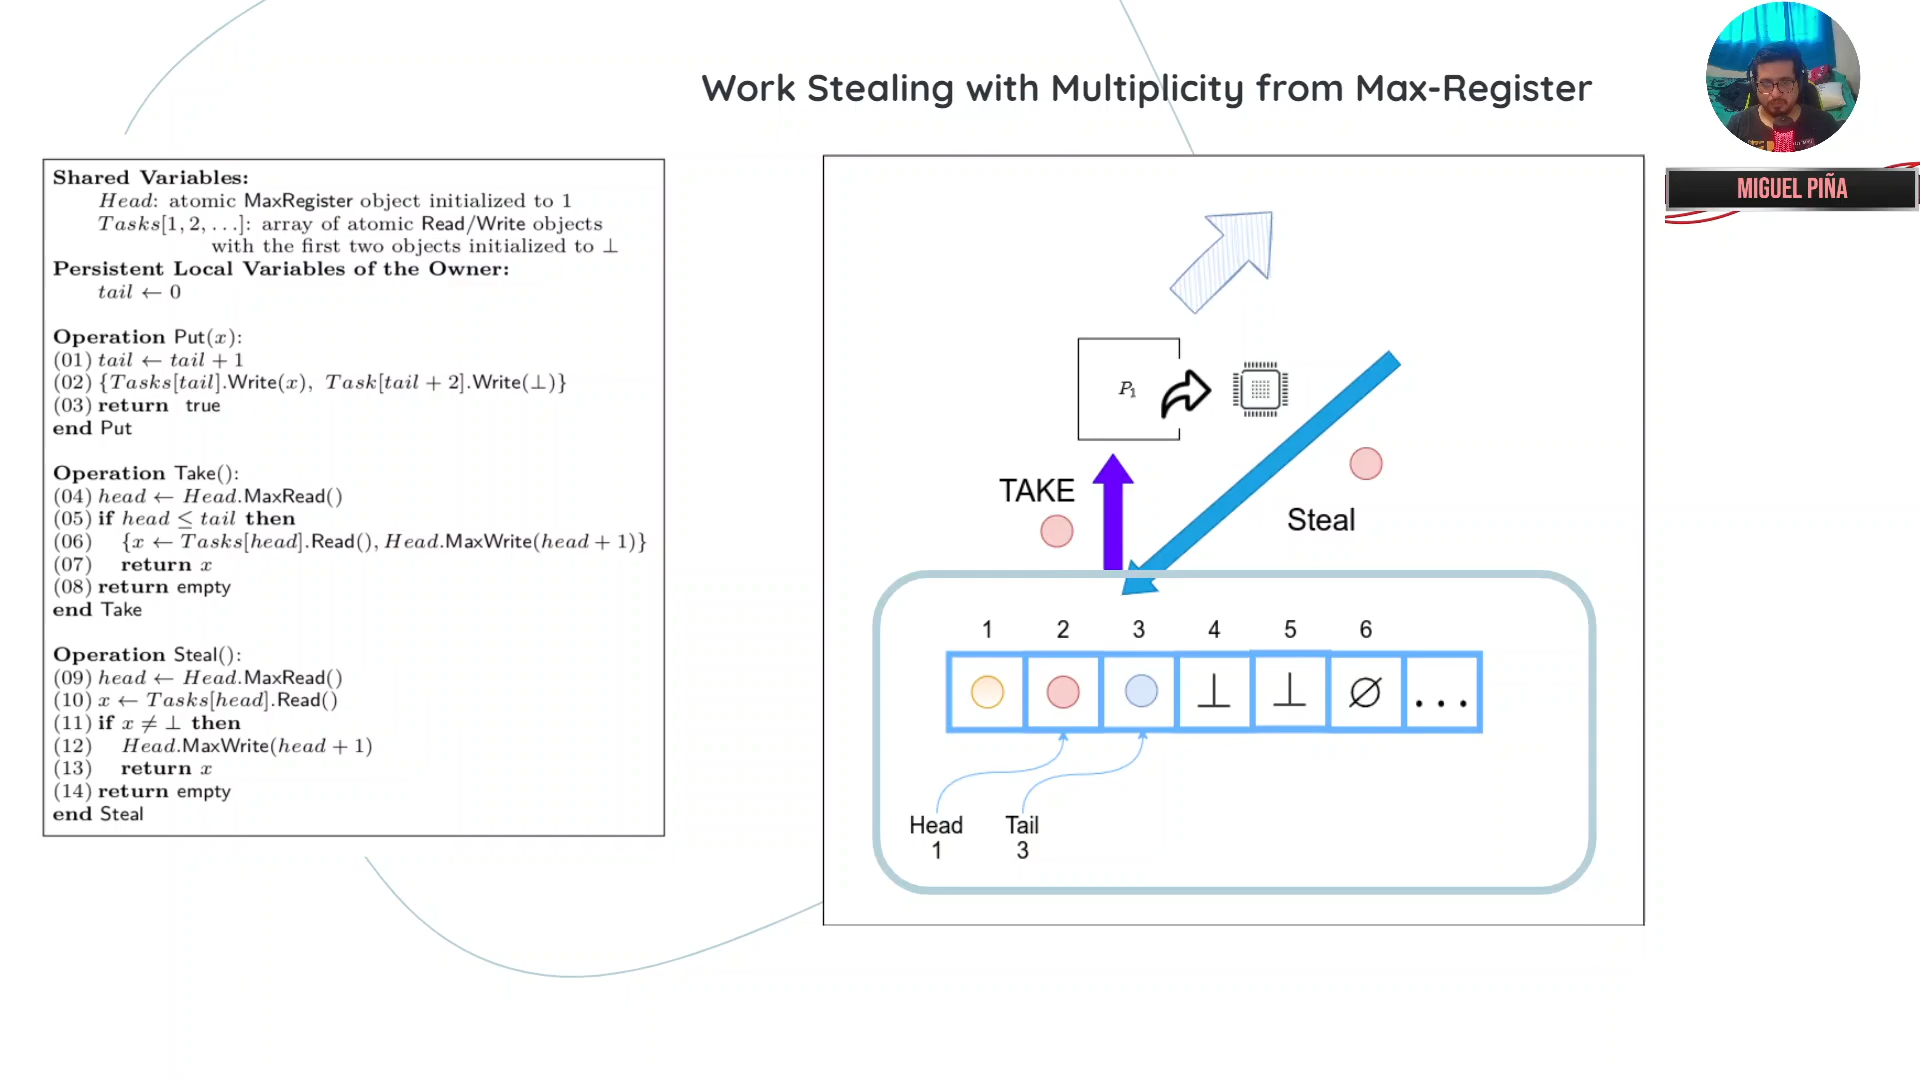 Work Stealing with Multiplicity from Max-Register
MIGUEL PIÑA
Shared Variables:
Head: atomic MaxRegister object initialized to 1
Tasks[1, 2, . . .]: array of atomic Read/Write objects
with the first two objects initialized to ⊥
Persistent Local Variables of the Owner:
tail ← 0
Operation Put(x):
(01) tail ← tail + 1
(02) {Tasks[tail].Write(x), Task[tail + 2].Write(⊥)}
(03) return true
end Put
Operation Take():
(04) head ← Head.MaxRead()
(05) if head ≤ tail then
(06) {x ← Tasks[head].Read(), Head.MaxWrite(head + 1)}
(07) return x
(08) return empty
end Take
Operation Steal():
(09) head ← Head.MaxRead()
(10) x ← Tasks[head].Read()
(11) if x ≠ ⊥ then
(12) Head.MaxWrite(head + 1)
(13) return x
(14) return empty
end Steal
P1
TAKE
Steal
1 2 3 4 5 6
⊥ ⊥ ∅ . . .
Head Tail
1 3